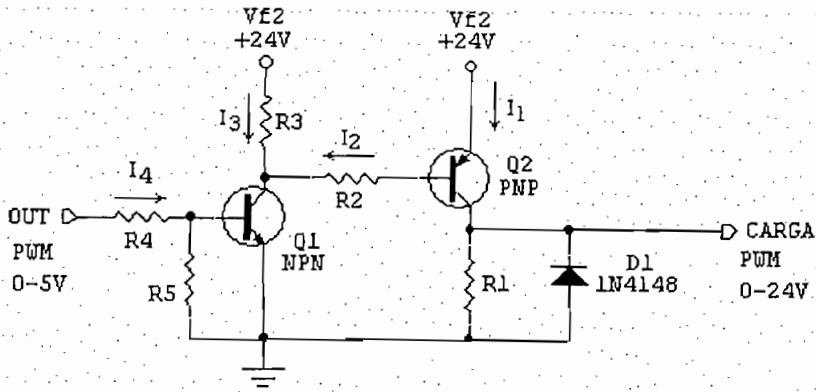 Vf2
+24V
Vf2
+24V
I3
R3
I1
I2
I4
R2
Q2
PNP
OUT
R4
Q1
NPN
PWM
0-5V
R5
R1
D1
1N4148
CARGA
PWM
0-24V